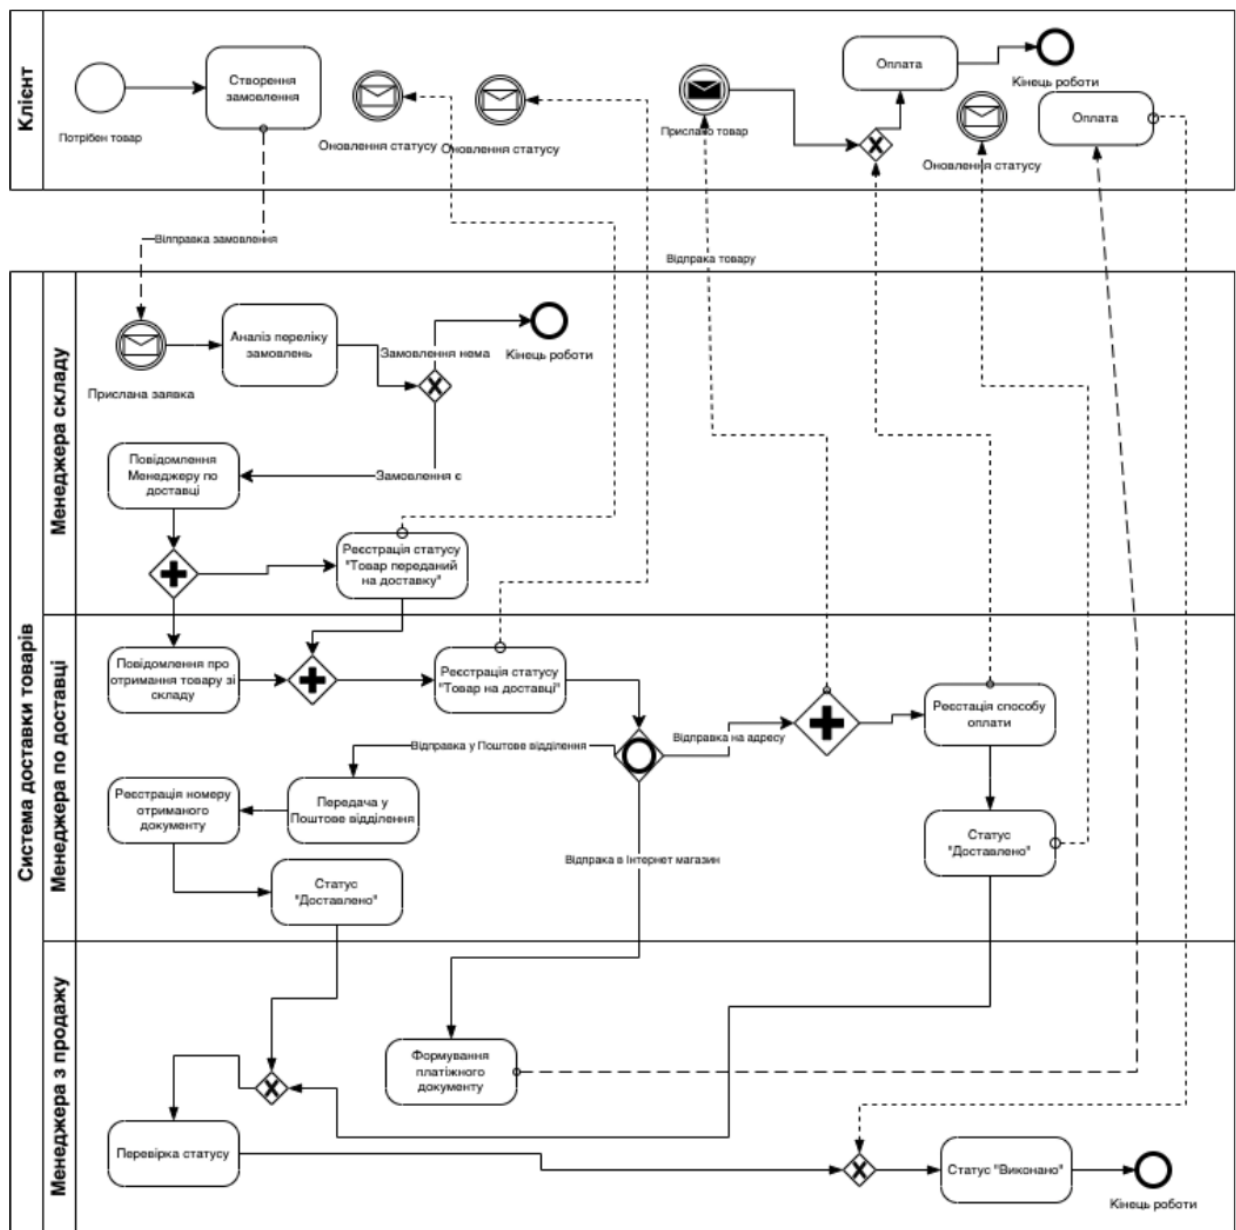 Клієнт
Потрібен товар
Створення
замовлення
Оновлення статусу
Оновлення статусу
Прислано товар
Оплата
Кінець роботи
Оновлення статусу
Оплата
Вілправка замовлення
Відпрака товару
Система доставки товарів
Менеджера складу
Прислана заявка
Аналіз переліку
замовлень
Замовлення нема
Кінець роботи
Замовлення є
Повідомлення
Менеджеру по
доставці
Реєстрація статусу
"Товар переданий
на доставку"
Менеджера по доставці
Повідомлення про
отримання товару зі
складу
Реєстрація статусу
"Товар на доставці"
Відправка на адресу
Реєстація способу
оплати
Відправка у Поштове відділення
Реєстрація номеру
отриманого
документу
Передача у
Поштове відділення
Статус
"Доставлено"
Відпрака в Інтернет магазин
Статус
"Доставлено"
Менеджера з продажу
Формування
платіжного
документу
Перевірка статусу
Статус "Виконано"
Кінець роботи